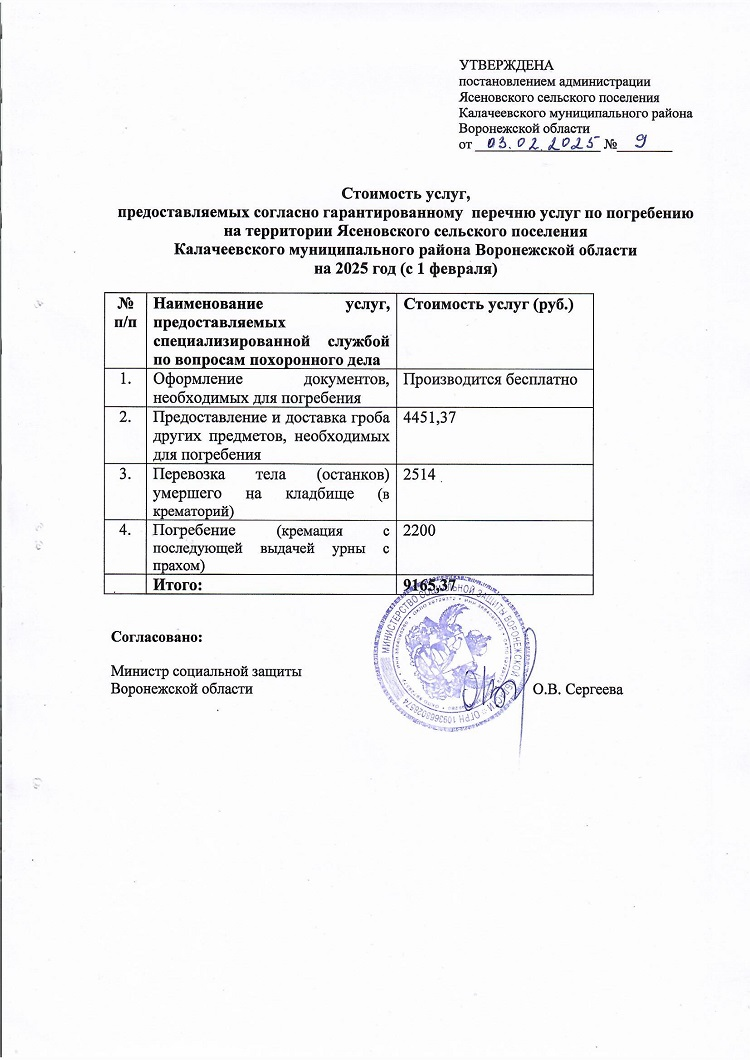 УТВЕРЖДЕНА
постановлением администрации
Ясеновского сельского поселения
Калачеевского муниципального района
Воронежской области
от 03.02.2025 № 9
Стоимость услуг,
предоставляемых согласно гарантированному перечню услуг по погребению
на территории Ясеновского сельского поселения
Калачеевского муниципального района Воронежской области
на 2025 год (с 1 февраля)
№ Наименование услуг, Стоимость услуг (руб.)
п/п предоставляемых
специализированной службой
по вопросам похоронного дела
1. Оформление документов, Производится бесплатно
необходимых для погребения
2. Предоставление и доставка гроба 4451,37
других предметов, необходимых
для погребения
3. Перевозка тела (останков) 2514
умершего на кладбище (в
крематорий)
4. Погребение (кремация с 2200
последующей выдачей урны с
прахом)
Итого: 9165,37
МИНИСТЕРСТВО СОЦИАЛЬНОЙ ЗАЩИТЫ ВОРОНЕЖСКОЙ
Согласовано:
Министр социальной защиты
Воронежской области О.В. Сергеева